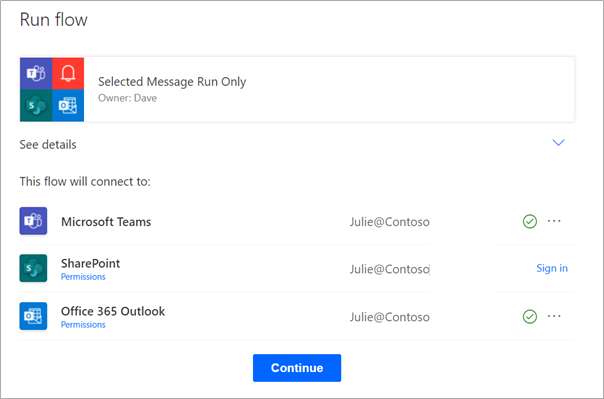 Run flow
Selected Message Run Only
Owner: Dave
See details
This flow will connect to:
Microsoft Teams Julie@Contoso ...
SharePoint Julie@Contoso Sign in
Permissions
Office 365 Outlook Julie@Contoso ...
Permissions
Continue